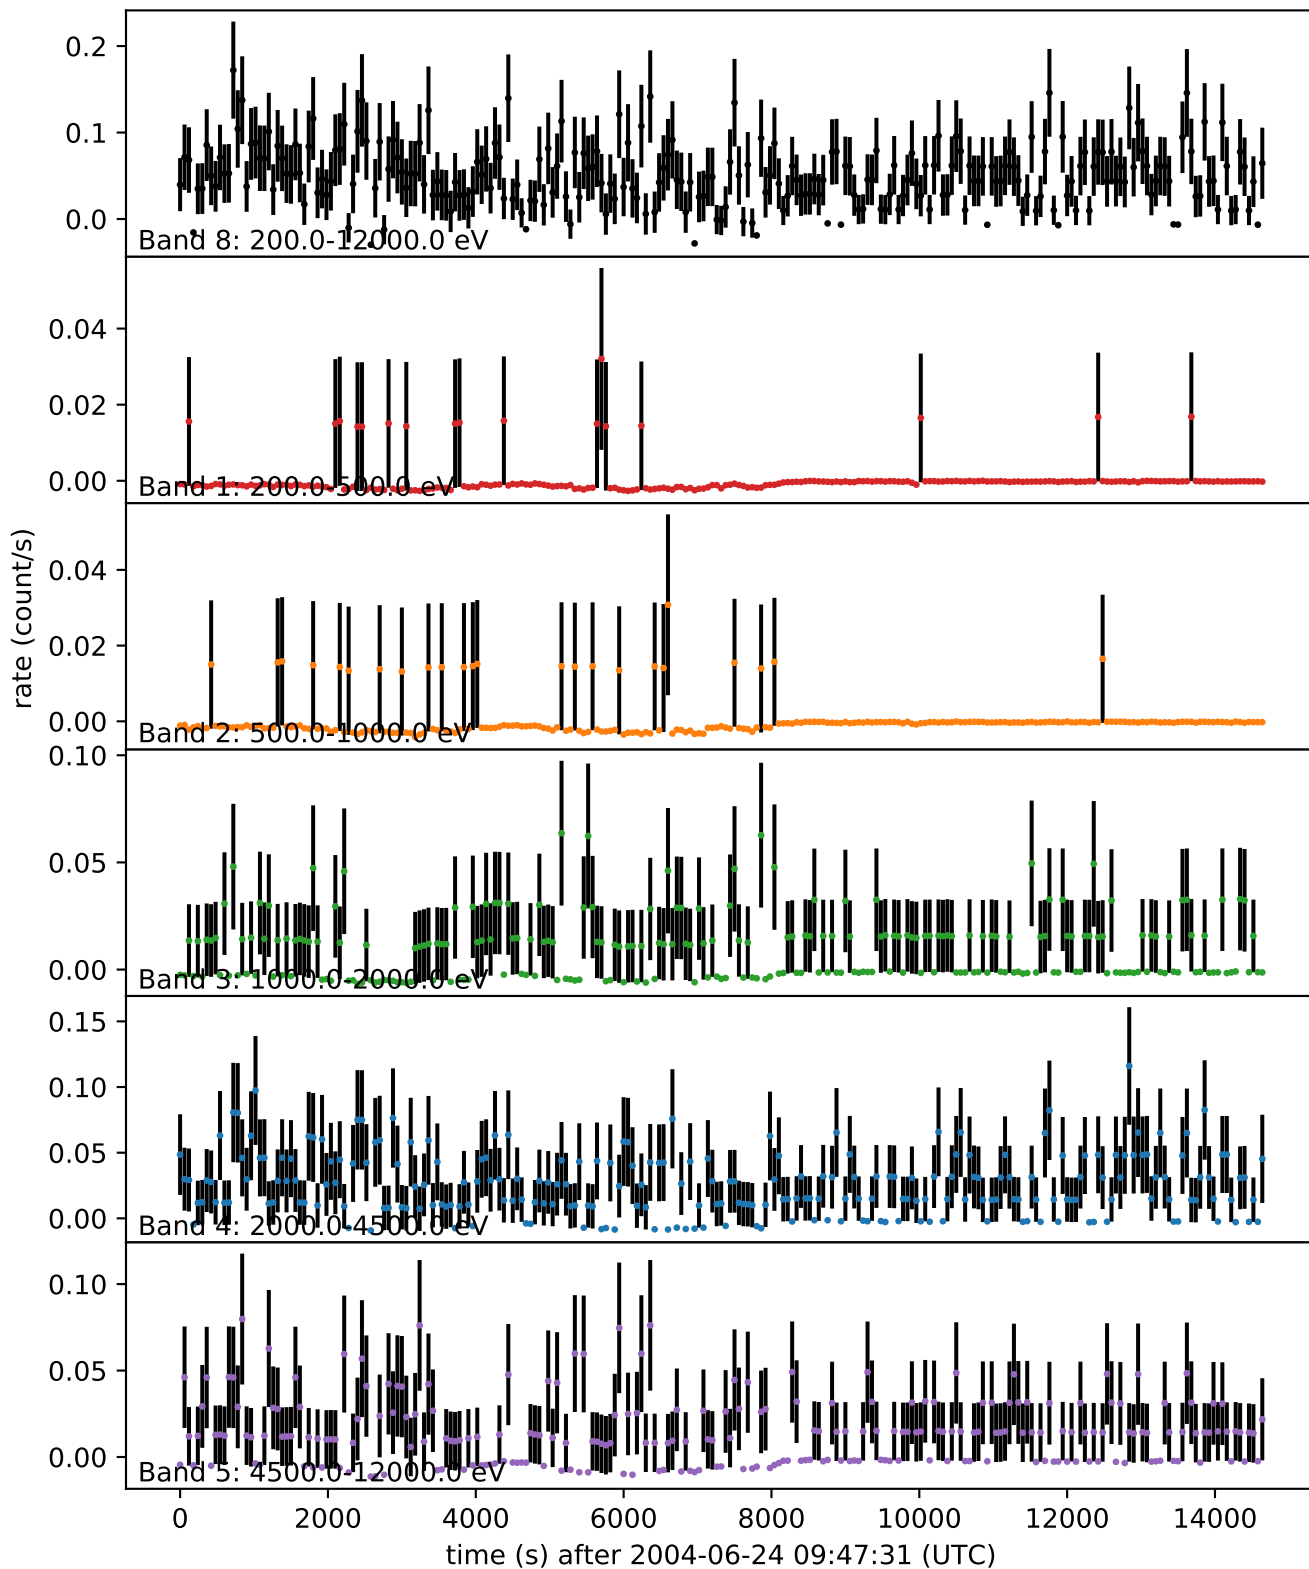 0.2
0.1
0.0
Band 8: 200.0-12000.0 eV
0.04
0.02
0.00
Band 1: 200.0-500.0 eV
0.04
0.02
0.00
Band 2: 500.0-1000.0 eV
0.10
0.05
0.00
Band 3: 1000.0-2000.0 eV
0.15
0.10
0.05
0.00
Band 4: 2000.0-4500.0 eV
0.10
0.05
0.00
Band 5: 4500.0-12000.0 eV
rate (count/s)
0 2000 4000 6000 8000 10000 12000 14000
time (s) after 2004-06-24 09:47:31 (UTC)